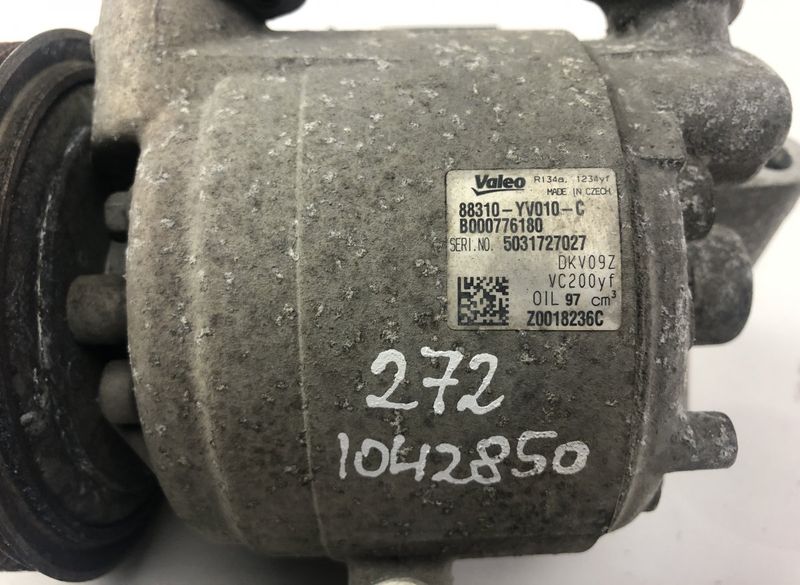 Valeo R134a, 1234yf
MADE IN CZECH.
88310-YV010-C
B000776180
SERI.NO. 5031727027
DKV09Z
VC200yf
OIL 97 cm³
Z0018236C
272
1042850